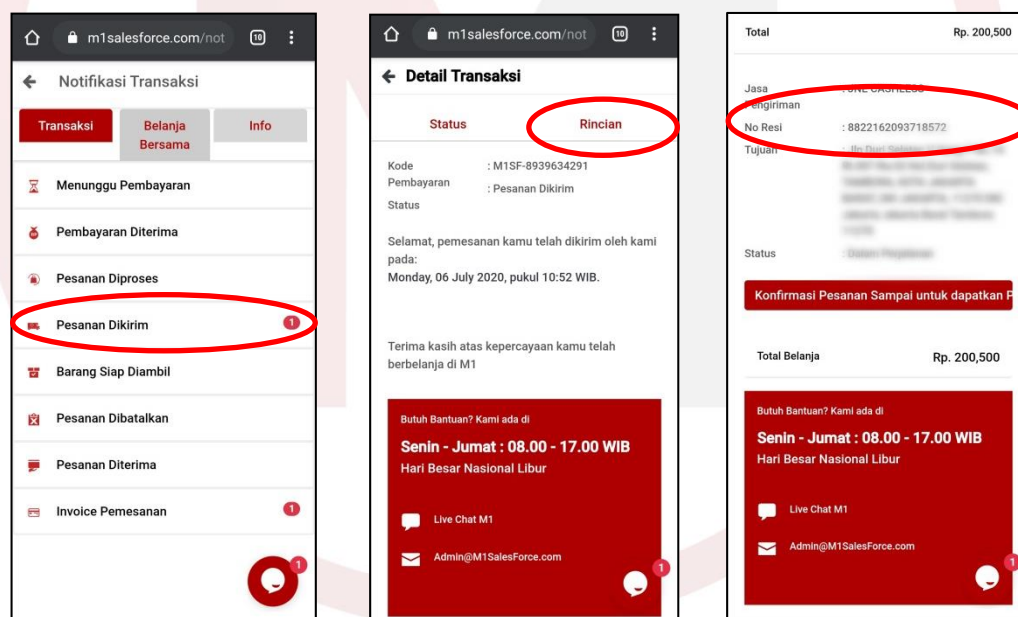 m1salesforce.com/not
10
Notifikasi Transaksi
Transaksi
Belanja
Bersama
Info
Menunggu Pembayaran
Pembayaran Diterima
Pesanan Diproses
Pesanan Dikirim
1
Barang Siap Diambil
Pesanan Dibatalkan
Pesanan Diterima
Invoice Pemesanan
1
1
m1salesforce.com/not
10
Detail Transaksi
Status
Rincian
Kode
Pembayaran
: M1SF-8939634291
Status
: Pesanan Dikirim
Selamat, pemesanan kamu telah dikirim oleh kami
pada:
Monday, 06 July 2020, pukul 10:52 WIB.
Terima kasih atas kepercayaan kamu telah
berbelanja di M1
Butuh Bantuan? Kami ada di
Senin - Jumat : 08.00 - 17.00 WIB
Hari Besar Nasional Libur
Live Chat M1
Admin@M1SalesForce.com
1
Total Rp. 200,500
Jasa
Pengiriman
: JNE CASHLESS
No Resi : 8822162093718572
Tujuan
Status : Dalam Perjalanan
Konfirmasi Pesanan Sampai untuk dapatkan P
Total Belanja Rp. 200,500
Butuh Bantuan? Kami ada di
Senin - Jumat : 08.00 - 17.00 WIB
Hari Besar Nasional Libur
Live Chat M1
Admin@M1SalesForce.com
1